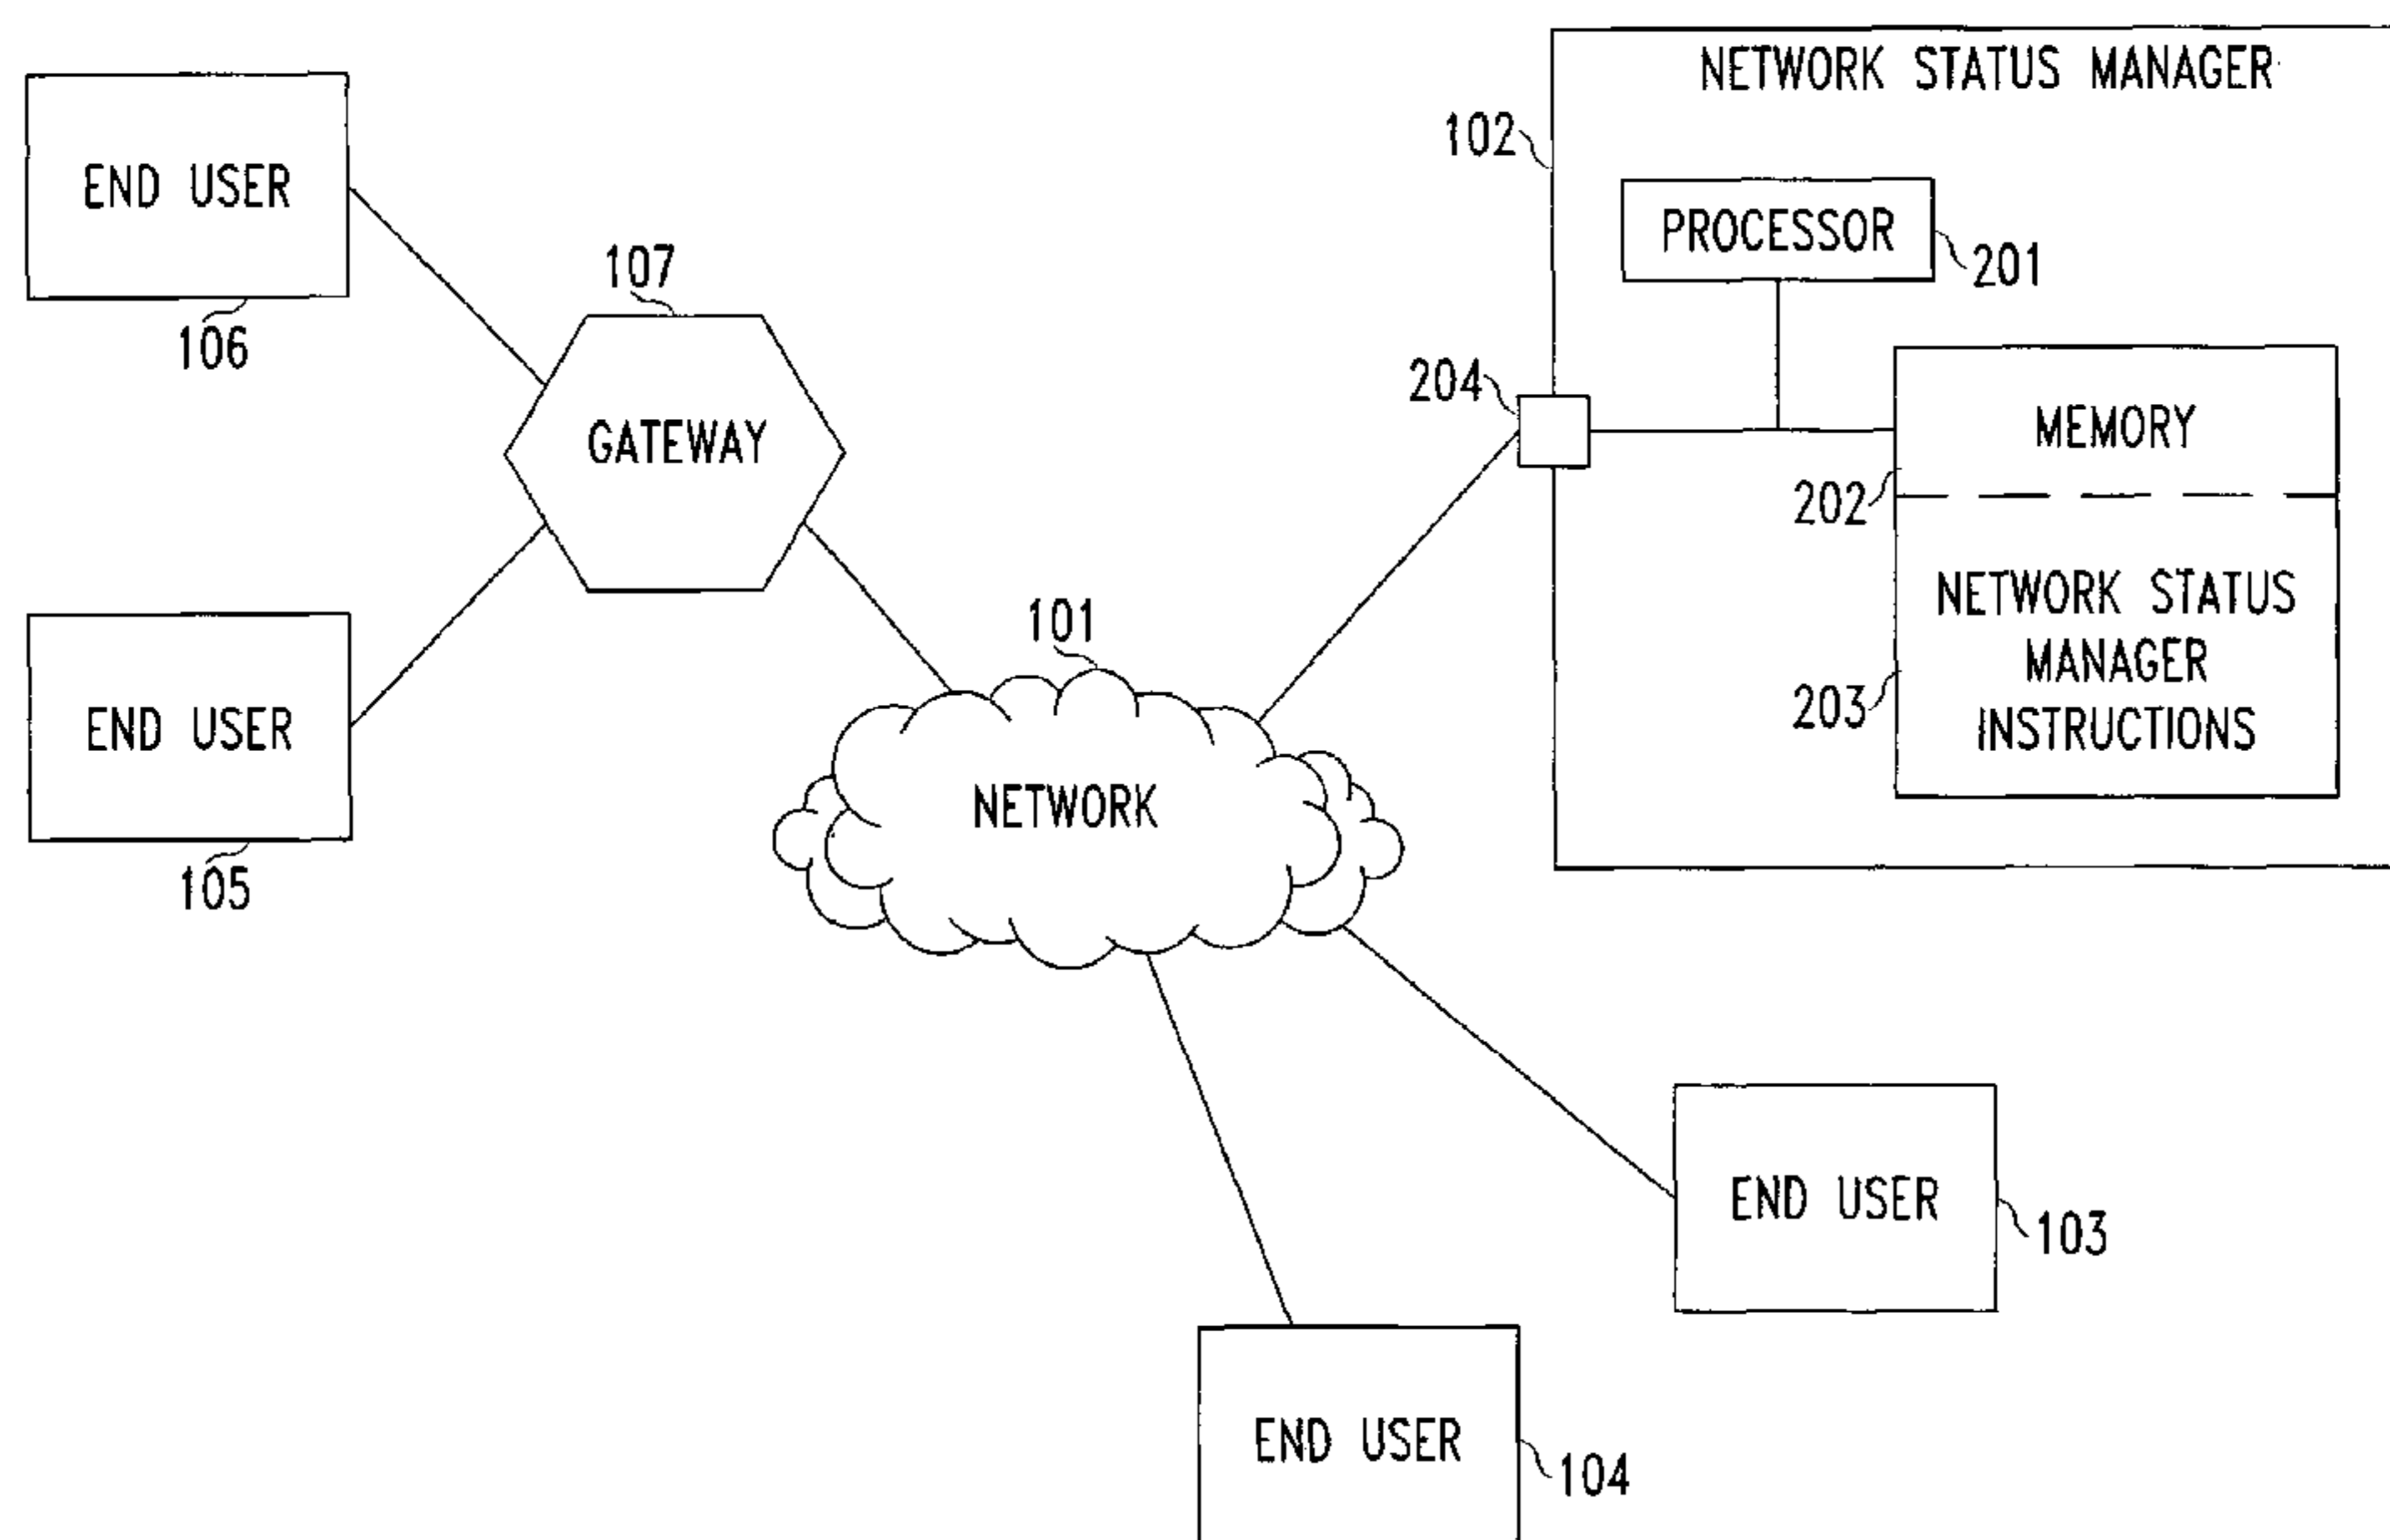 NETWORK STATUS MANAGER
102
END USER
106
PROCESSOR
201
107
GATEWAY
204
MEMORY
202
NETWORK STATUS
MANAGER
INSTRUCTIONS
203
101
NETWORK
END USER
105
END USER
103
END USER
104